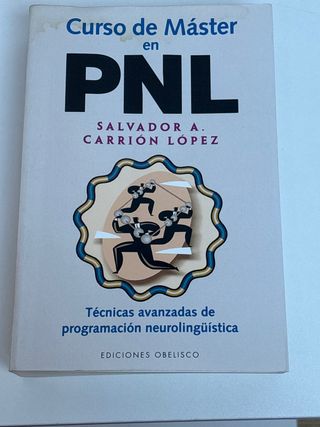 Curso de Máster
en
PNL
SALVADOR A.
CARRIÓN LÓPEZ
Técnicas avanzadas de
programación neurolingüística
EDICIONES OBELISCO